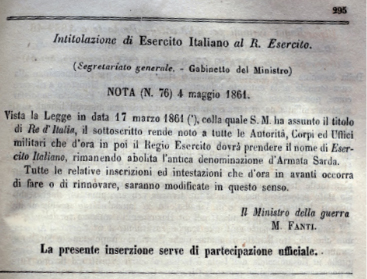 295
Intitolazione di Esercito Italiano al R. Esercito.
(Segretariato generale. - Gabinetto del Ministro)
NOTA (N. 76) 4 maggio 1861.
Vista la Legge in data 17 marzo 1861 (¹), colla quale S. M. ha assunto il titolo
di Re d'Italia, il sottoscritto rende noto a tutte le Autorità, Corpi ed Uffici
militari che d'ora in poi il Regio Esercito dovrà prendere il nome di Eser-
cito Italiano, rimanendo abolita l'antica denominazione d'Armata Sarda.
Tutte le relative inscrizioni ed intestazioni che d'ora in avanti occorra
di fare o di rinnovare, saranno modificate in questo senso.
Il Ministro della guerra
M. FANTI.
La presente inserzione serve di partecipazione ufficiale.